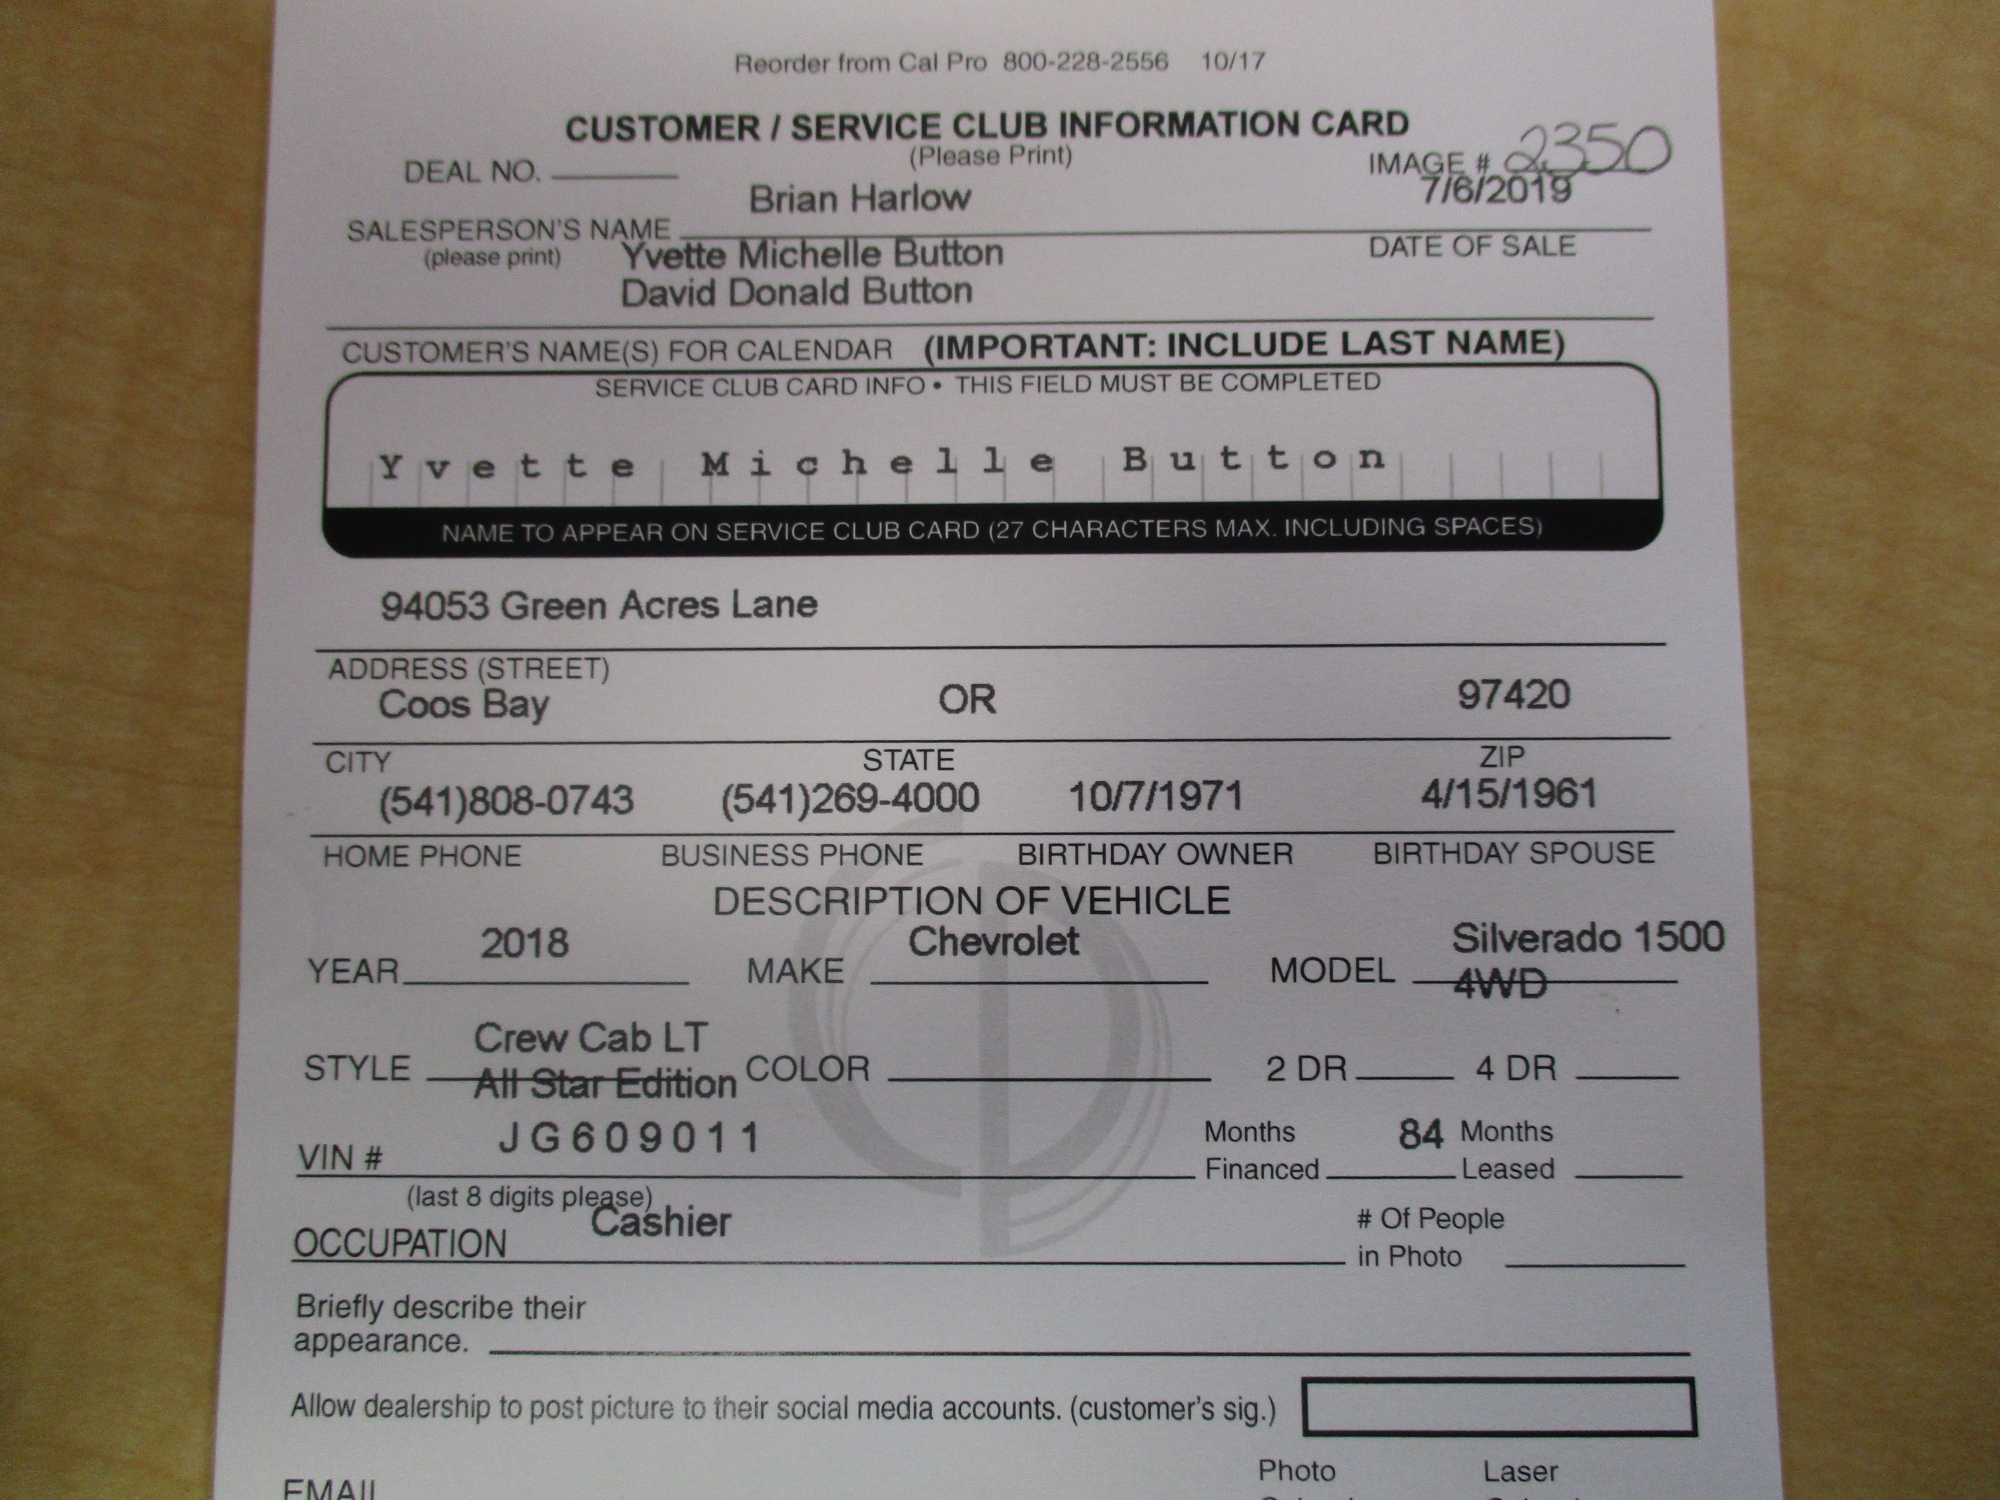 Reorder from Cal Pro 800-228-2556 10/17
CUSTOMER / SERVICE CLUB INFORMATION CARD
(Please Print)
DEAL NO.
IMAGE # 2350
Brian Harlow
7/6/2019
SALESPERSON'S NAME
(please print)
DATE OF SALE
Yvette Michelle Button
David Donald Button
CUSTOMER'S NAME(S) FOR CALENDAR (IMPORTANT: INCLUDE LAST NAME)
SERVICE CLUB CARD INFO • THIS FIELD MUST BE COMPLETED
Yvette Michelle Button
NAME TO APPEAR ON SERVICE CLUB CARD (27 CHARACTERS MAX. INCLUDING SPACES)
94053 Green Acres Lane
ADDRESS (STREET)
Coos Bay OR 97420
CITY STATE ZIP
(541)808-0743 (541)269-4000 10/7/1971 4/15/1961
HOME PHONE BUSINESS PHONE BIRTHDAY OWNER BIRTHDAY SPOUSE
DESCRIPTION OF VEHICLE
YEAR 2018 MAKE Chevrolet MODEL Silverado 1500
4WD
Crew Cab LT
STYLE All Star Edition COLOR 2 DR 4 DR
VIN # JG609011
(last 8 digits please)
Months
Financed 84
Months
Leased
OCCUPATION Cashier
# Of People
in Photo
Briefly describe their
appearance.
Allow dealership to post picture to their social media accounts. (customer's sig.)
Photo Laser
EMAIL